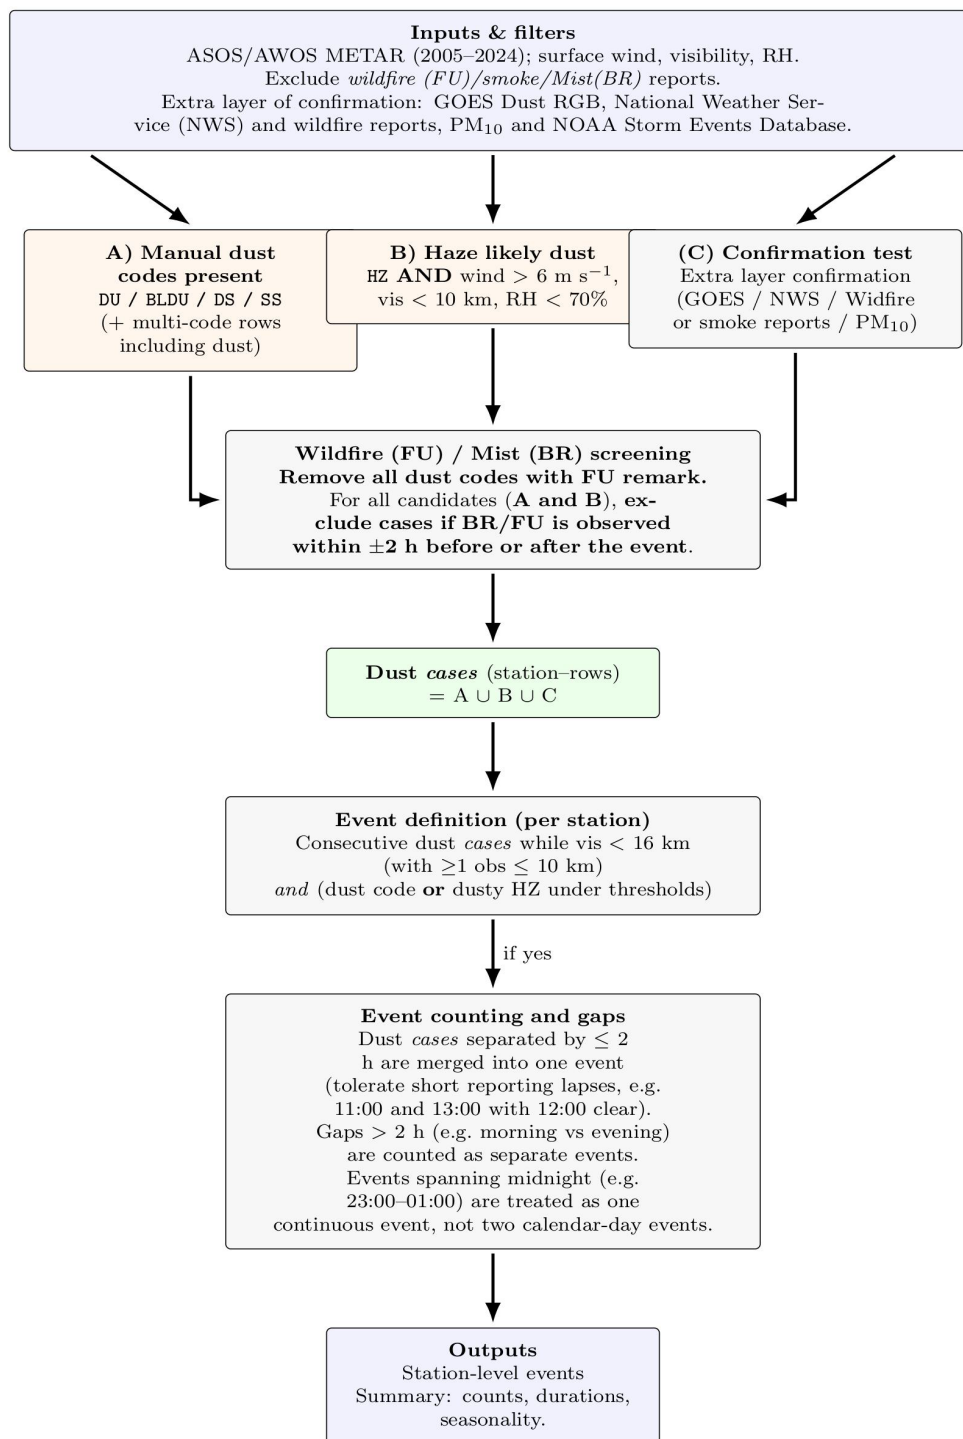 Inputs & filters
ASOS/AWOS METAR (2005–2024); surface wind, visibility, RH.
Exclude wildfire (FU)/smoke/Mist(BR) reports.
Extra layer of confirmation: GOES Dust RGB, National Weather Ser-
vice (NWS) and wildfire reports, PM₁₀ and NOAA Storm Events Database.
A) Manual dust
codes present
DU / BLDU / DS / SS
(+ multi-code rows
including dust)
B) Haze likely dust
HZ AND wind > 6 m s⁻¹,
vis < 10 km, RH < 70%
(C) Confirmation test
Extra layer confirmation
(GOES / NWS / Widfire
or smoke reports / PM₁₀)
Wildfire (FU) / Mist (BR) screening
Remove all dust codes with FU remark.
For all candidates (A and B), ex-
clude cases if BR/FU is observed
within ±2 h before or after the event.
Dust cases (station–rows)
= A ∪ B ∪ C
Event definition (per station)
Consecutive dust cases while vis < 16 km
(with ≥1 obs ≤ 10 km)
and (dust code or dusty HZ under thresholds)
if yes
Event counting and gaps
Dust cases separated by ≤ 2
h are merged into one event
(tolerate short reporting lapses, e.g.
11:00 and 13:00 with 12:00 clear).
Gaps > 2 h (e.g. morning vs evening)
are counted as separate events.
Events spanning midnight (e.g.
23:00–01:00) are treated as one
continuous event, not two calendar-day events.
Outputs
Station-level events
Summary: counts, durations,
seasonality.